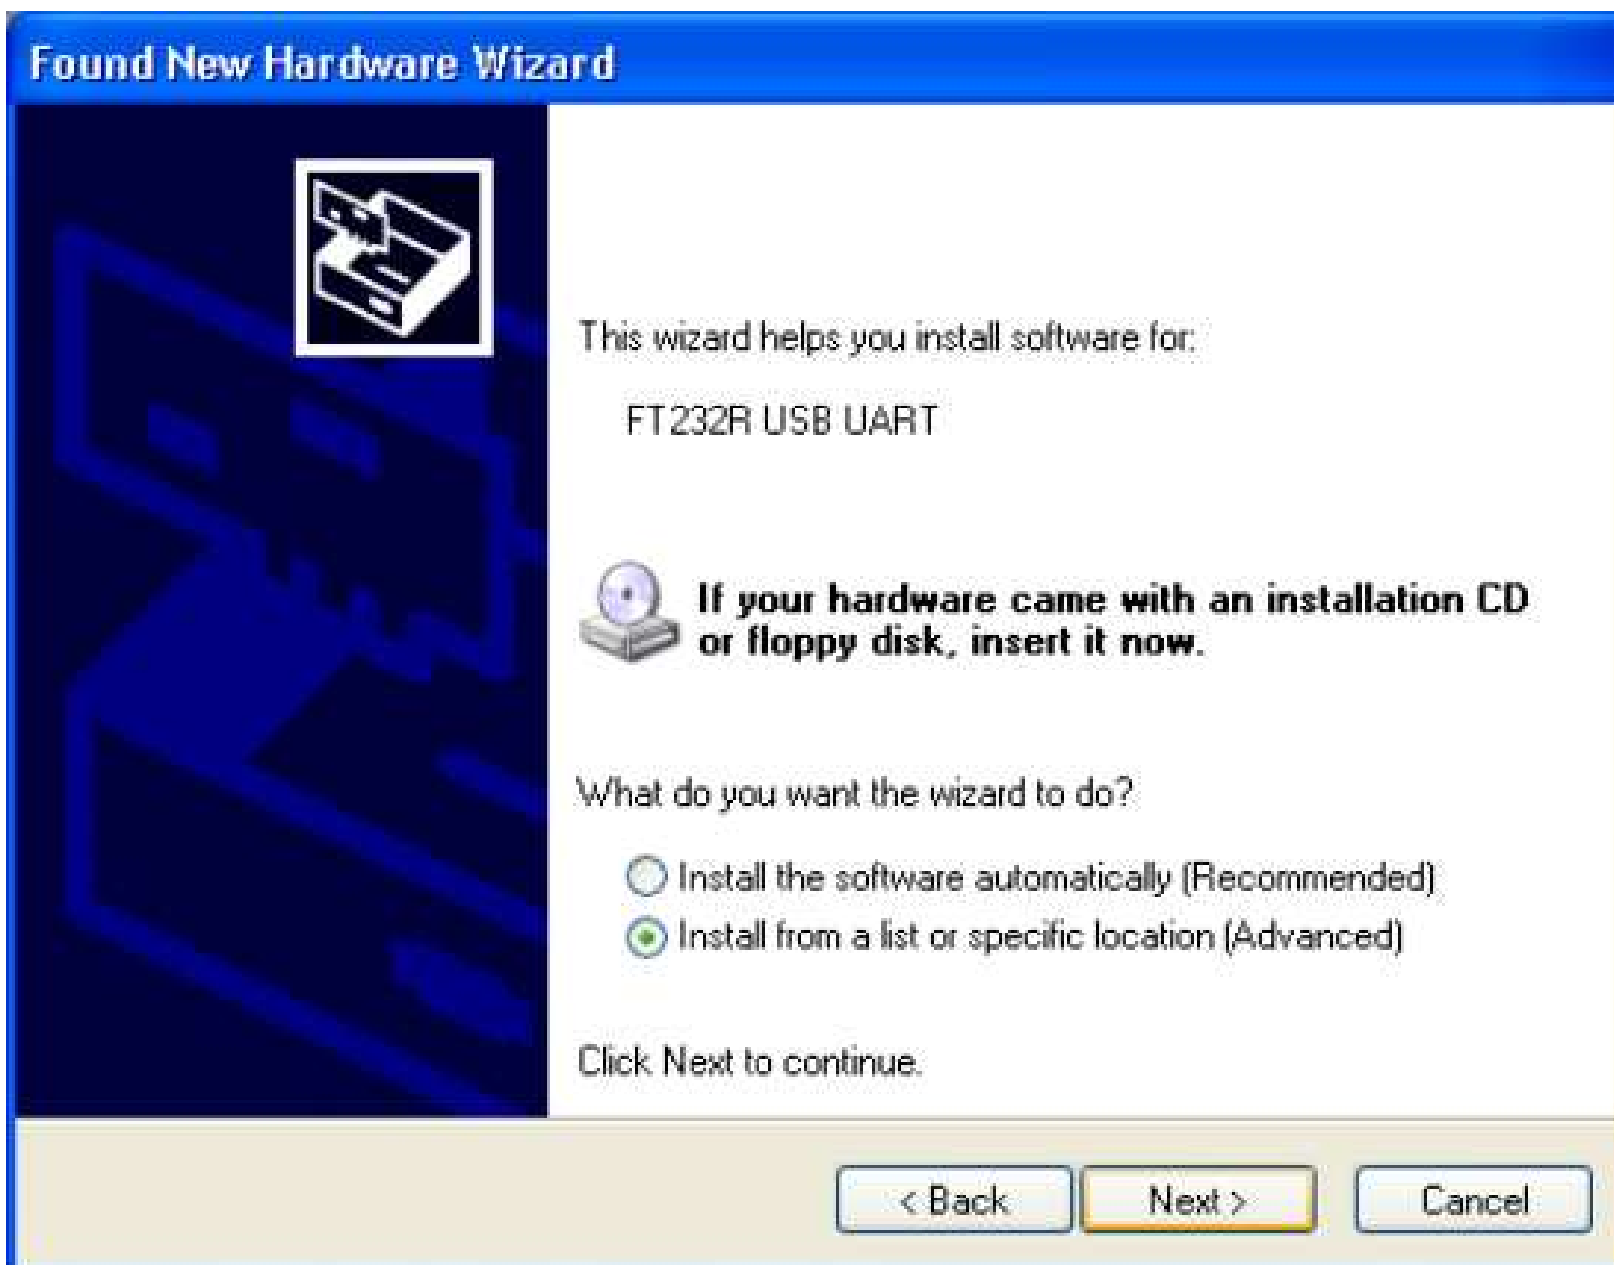 Found New Hardware Wizard
This wizard helps you install software for:
FT232R USB UART
If your hardware came with an installation CD
or floppy disk, insert it now.
What do you want the wizard to do?
Install the software automatically (Recommended)
Install from a list or specific location (Advanced)
Click Next to continue.
< Back
Next >
Cancel